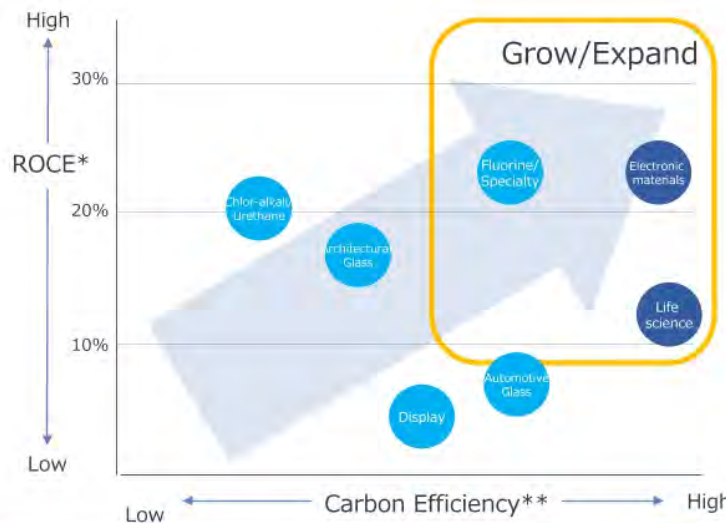 High
Grow/Expand
30%
ROCE*
Fluorine/
Specialty
Electronic
materials
Chlor-alkali/
Urethane
20%
Architectural
Glass
Life
science
10%
Automotive
Glass
Display
Low
Low
Carbon Efficiency**
High